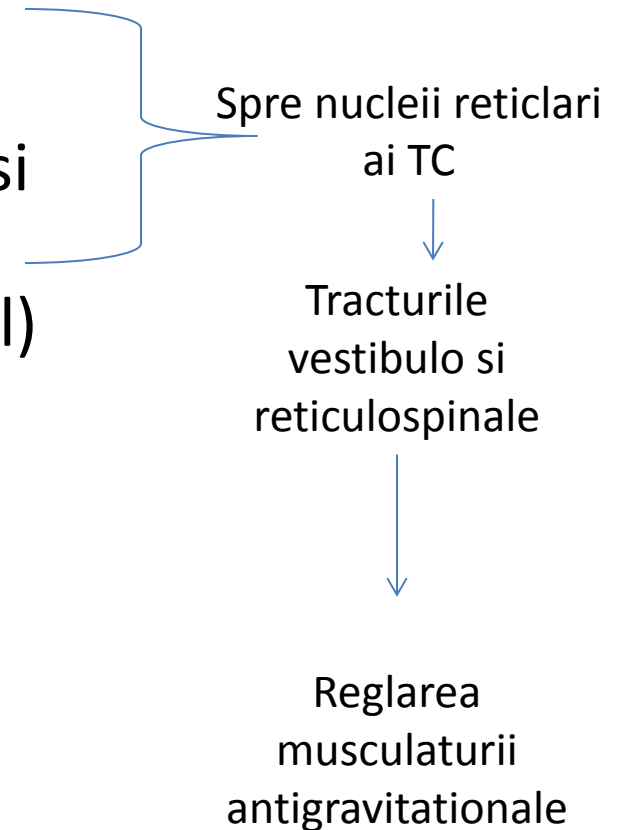 si
l)
Spre nucleii reticlari
ai TC
Tracturile
vestibulo si
reticulospinale
Reglarea
musculaturii
antigravitationale